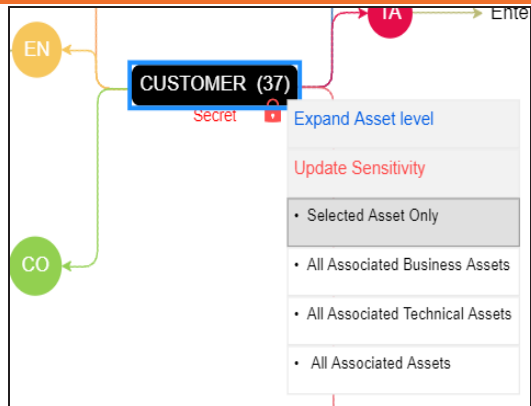 TA
Ente
EN
CUSTOMER (37)
Secret
Expand Asset level
Update Sensitivity
• Selected Asset Only
• All Associated Business Assets
CO
• All Associated Technical Assets
• All Associated Assets